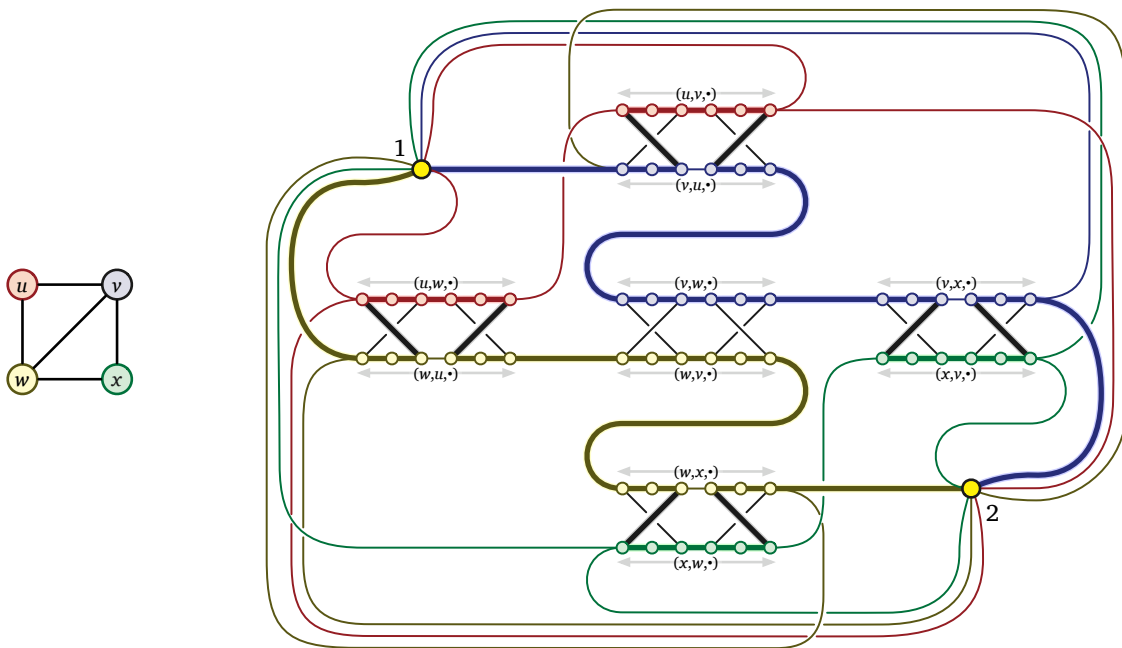 (u,v,•)
1
(v,u,•)
u
v
(u,w,•)
(v,w,•)
(v,x,•)
w
x
(w,u,•)
(w,v,•)
(x,v,•)
(w,x,•)
2
(x,w,•)